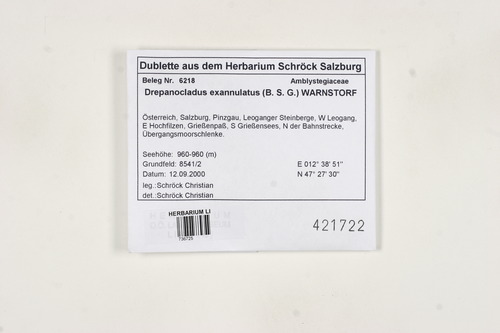 Dublette aus dem Herbarium Schröck Salzburg
Beleg Nr. 6218 Amblystegiaceae
Drepanocladus exannulatus (B. S. G.) WARNSTORF
Österreich, Salzburg, Pinzgau, Leoganger Steinberge, W Leogang,
E Hochfilzen, Grießenpaß, S Grießensees, N der Bahnstrecke,
Übergangsmoorschlenke.
Seehöhe: 960-960 (m)
Grundfeld: 8541/2 E 012° 38' 51''
Datum: 12.09.2000 N 47° 27' 30''
leg.:Schröck Christian
det.:Schröck Christian
HERBARIUM LI
736725
421722